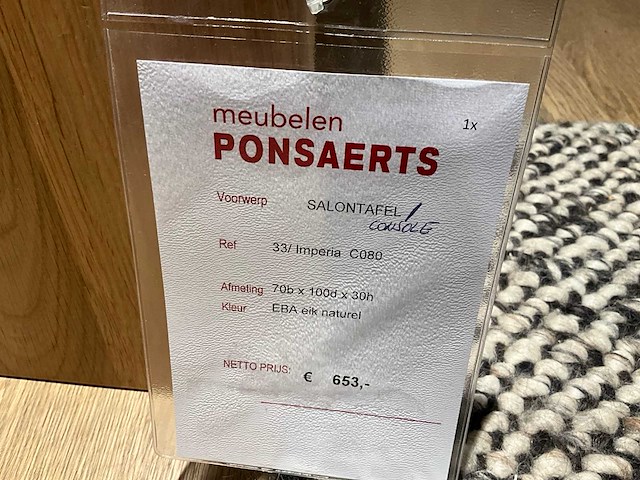 meubelen
1x
PONSAERTS
Voorwerp SALONTAFEL/
CONSOLE
Ref 33/ Imperia C080
Afmeting 70b x 100d x 30h
Kleur EBA eik naturel
NETTO PRIJS: € 653,-